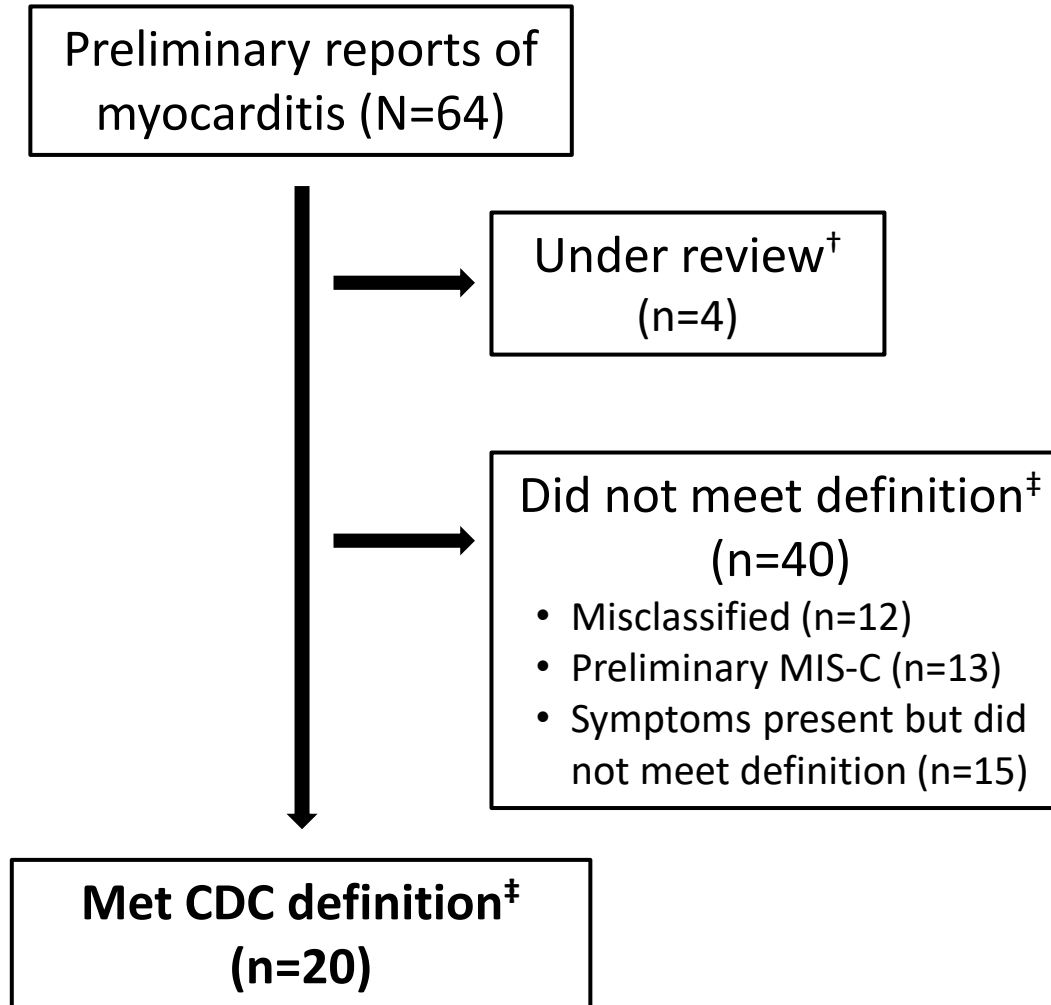 Preliminary reports of
myocarditis (N=64)
Under review†
(n=4)
Did not meet definition‡
(n=40)
• Misclassified (n=12)
• Preliminary MIS-C (n=13)
• Symptoms present but did
not meet definition (n=15)
Met CDC definition‡
(n=20)